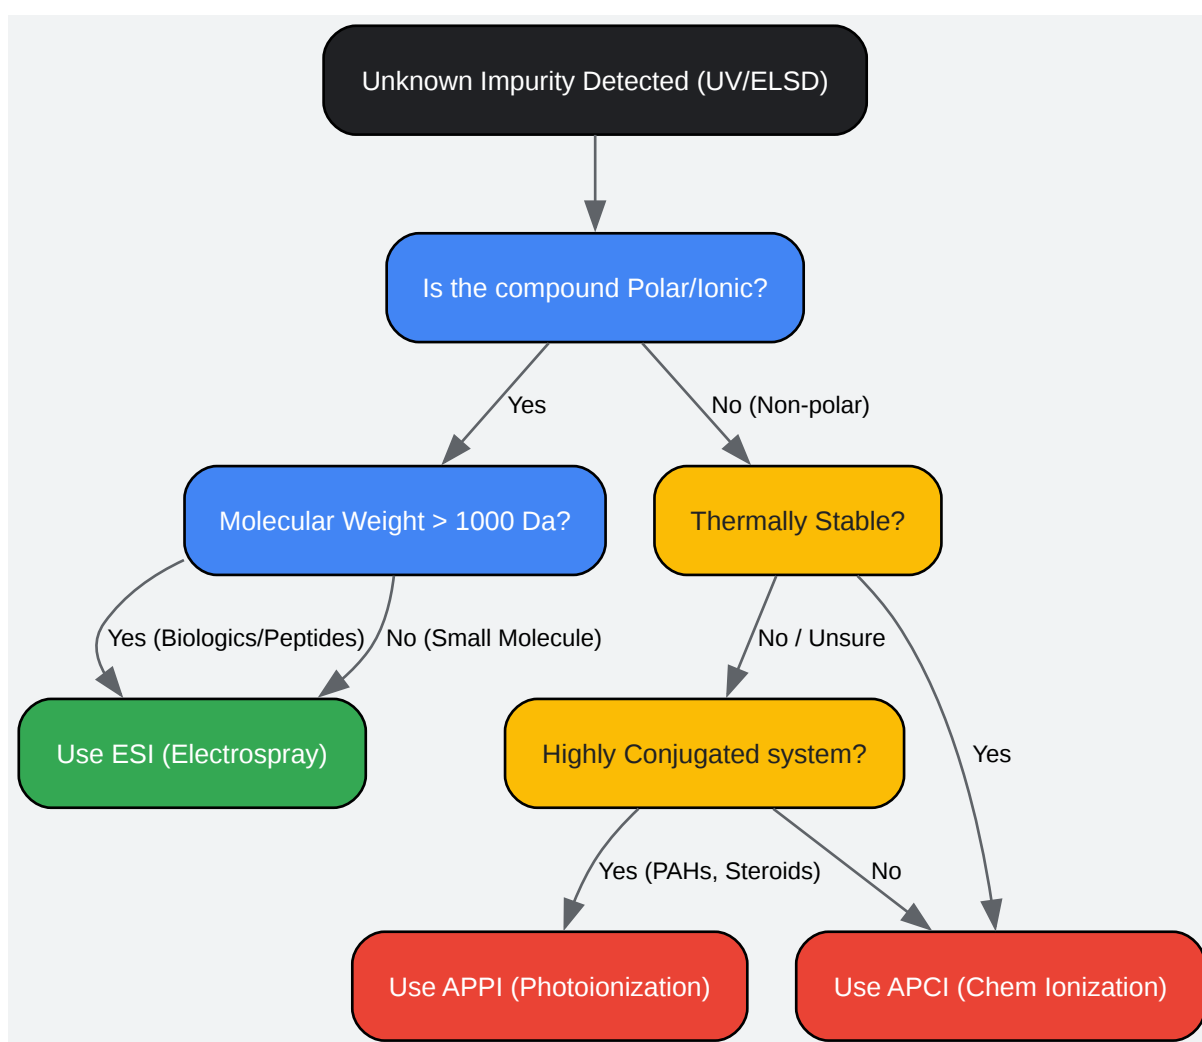 Unknown Impurity Detected (UV/ELSD)
Is the compound Polar/Ionic?
Yes
No (Non-polar)
Molecular Weight > 1000 Da?
Thermally Stable?
Yes (Biologics/Peptides)
No (Small Molecule)
No / Unsure
Use ESI (Electrospray)
Highly Conjugated system?
Yes
Yes (PAHs, Steroids)
No
Use APPI (Photoionization)
Use APCI (Chem Ionization)